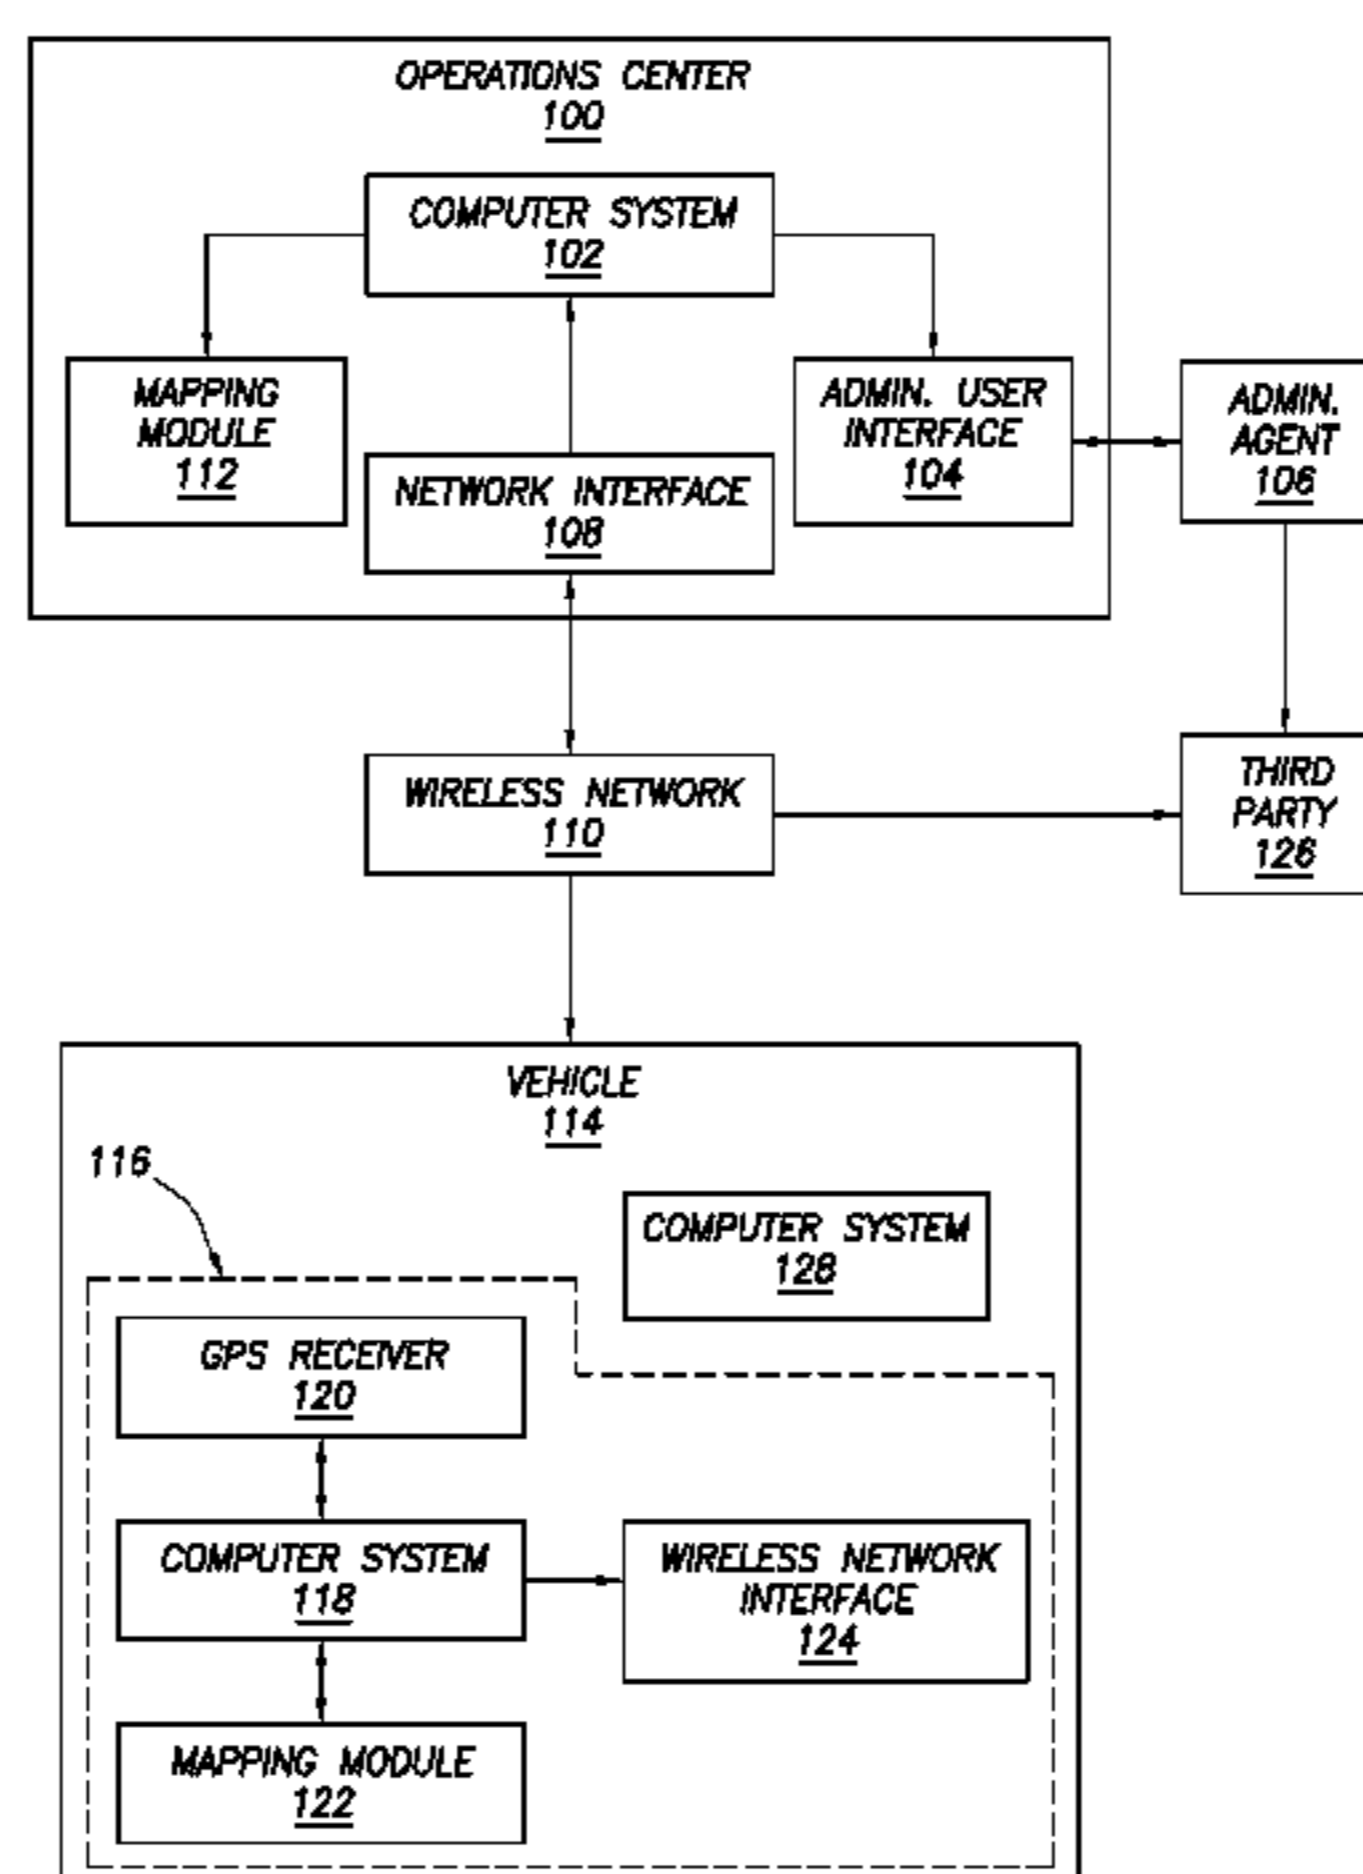 OPERATIONS CENTER
100
COMPUTER SYSTEM
102
MAPPING
MODULE
112
NETWORK INTERFACE
108
ADMIN. USER
INTERFACE
104
ADMIN.
AGENT
106
WIRELESS NETWORK
110
THIRD
PARTY
126
VEHICLE
114
116
COMPUTER SYSTEM
128
GPS RECEIVER
120
COMPUTER SYSTEM
118
WIRELESS NETWORK
INTERFACE
124
MAPPING MODULE
122